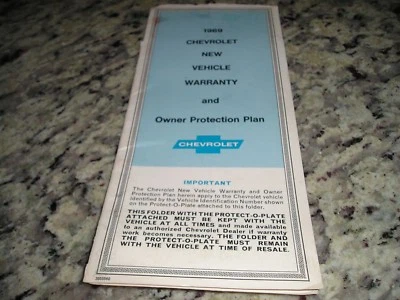 1969
CHEVROLET
NEW
VEHICLE
WARRANTY
and
Owner Protection Plan
CHEVROLET
IMPORTANT
The Chevrolet New Vehicle Warranty and Owner
Protection Plan herein apply to the Chevrolet vehicle
identified by the Vehicle Identification Number shown
on the Protect-O-Plate attached to this folder.
THIS FOLDER WITH THE PROTECT-O-PLATE
ATTACHED MUST BE KEPT WITH THE
VEHICLE AT ALL TIMES and made available
to an authorized Chevrolet Dealer if warranty
work becomes necessary. THE FOLDER AND
THE PROTECT-O-PLATE MUST REMAIN
WITH THE VEHICLE AT TIME OF RESALE.